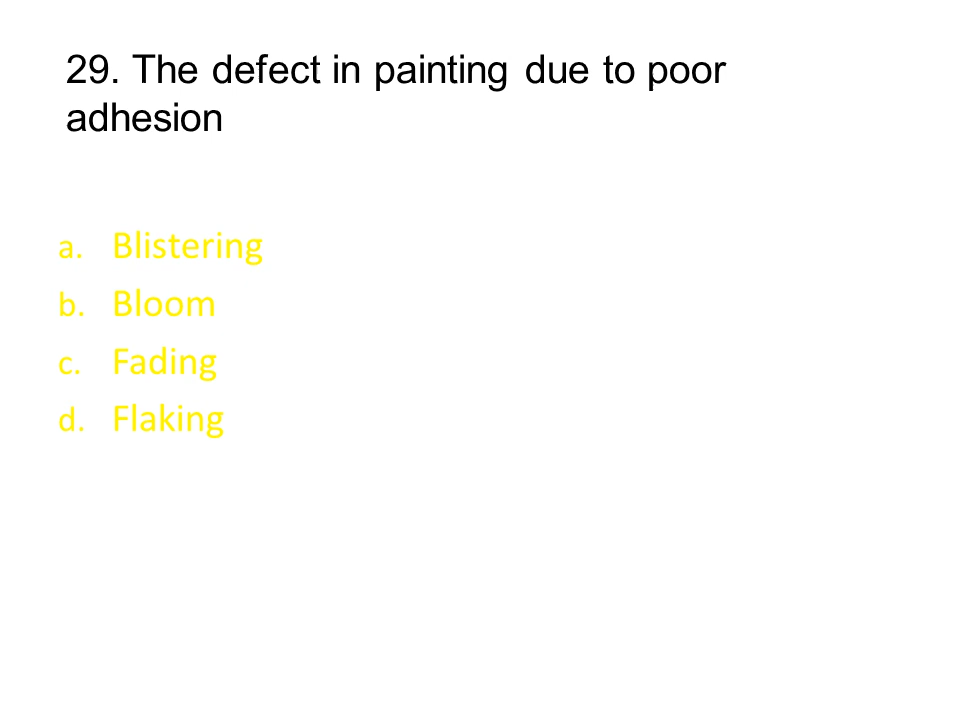 29. The defect in painting due to poor
adhesion
a. Blistering
b. Bloom
c. Fading
d. Flaking